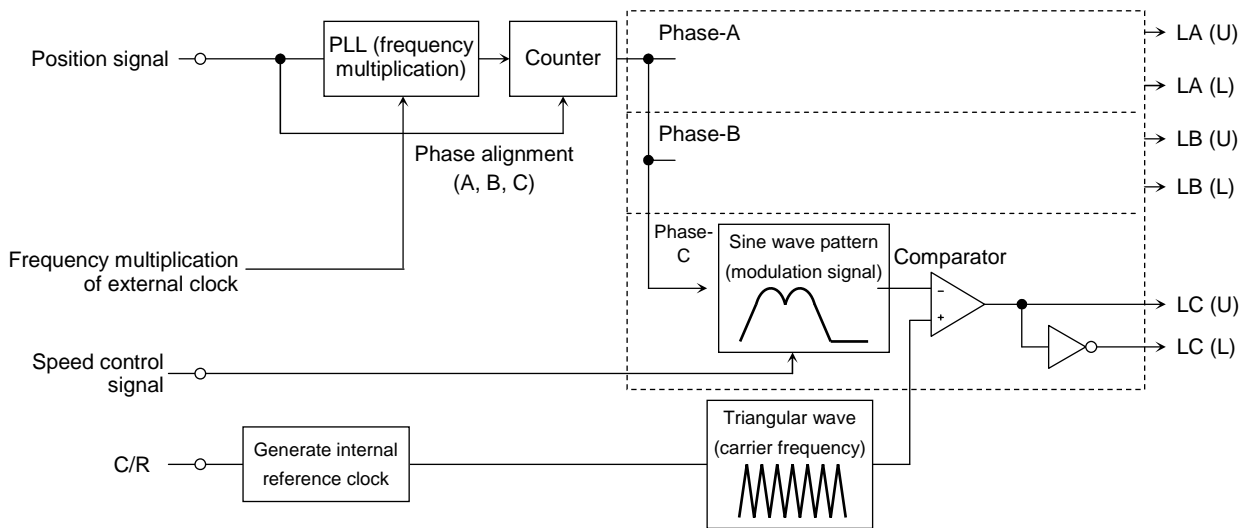 Position signal
PLL (frequency
multiplication)
Counter
Phase-A
LA (U)
LA (L)
Phase alignment
(A, B, C)
Phase-B
LB (U)
LB (L)
Frequency multiplication
of external clock
Phase-
C
Sine wave pattern
(modulation signal)
Comparator
-
+
LC (U)
LC (L)
Speed control
signal
Triangular wave
(carrier frequency)
C/R
Generate internal
reference clock